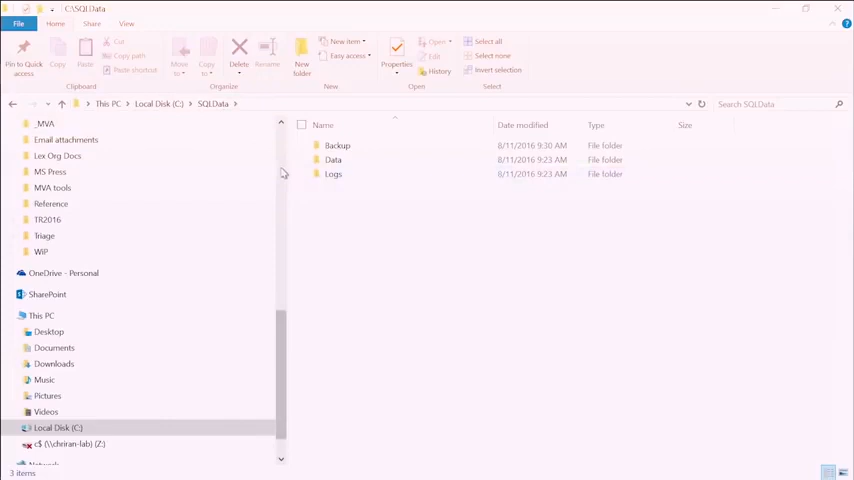 C:\SQLData
File Home Share View
Cut
Copy path
Paste shortcut
Pin to Quick access
Copy
Paste
Clipboard
Move to
Copy to
Delete
Rename
Organize
New folder
New item
Easy access
New
Properties
Open
Edit
History
Open
Select all
Select none
Invert selection
Select
This PC > Local Disk (C:) > SQLData >
Search SQLData
Name Date modified Type Size
Backup 8/11/2016 9:30 AM File folder
Data 8/11/2016 9:23 AM File folder
Logs 8/11/2016 9:23 AM File folder
_MVA
Email attachments
Lex Org Docs
MS Press
MVA tools
Reference
TR2016
Triage
WiP
OneDrive - Personal
SharePoint
This PC
Desktop
Documents
Downloads
Music
Pictures
Videos
Local Disk (C:)
c$ (\\chriran-lab) (Z:)
3 items